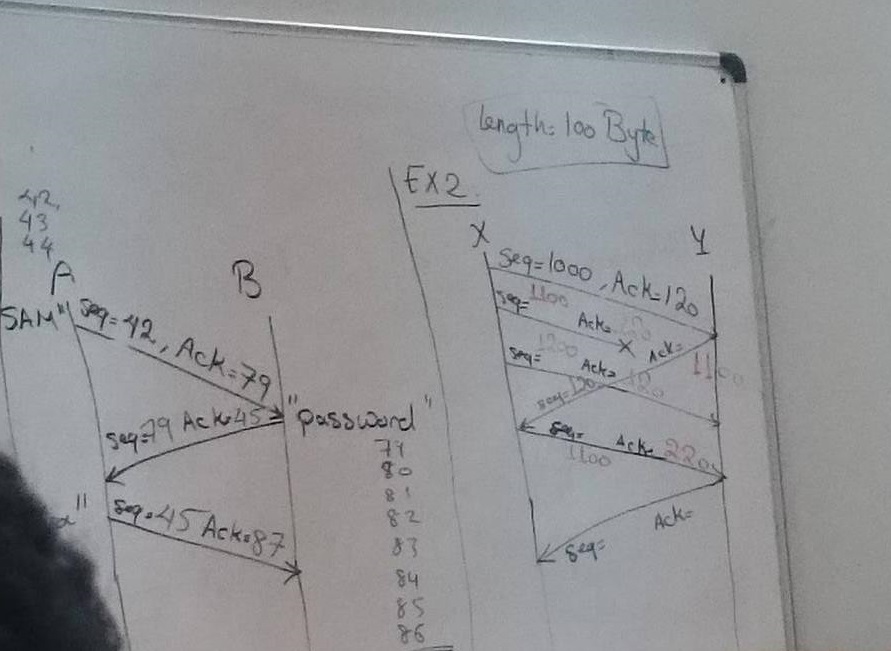 length=100 Byte
42,
43
44
A
B
SAM"
Seq=42, Ack=79
Seq=79 Ack=45
"password"
79
80
81
82
83
84
85
86
"
Seq=45 Ack=87
EX2.
X
Y
Seq=1000, Ack=120
Seq= 1100 Ack= 120
X
Ack= 1100
Seq= 1200 Ack= 120
Seq=120
Seq= 1100 Ack= 220
Ack=
Seq=